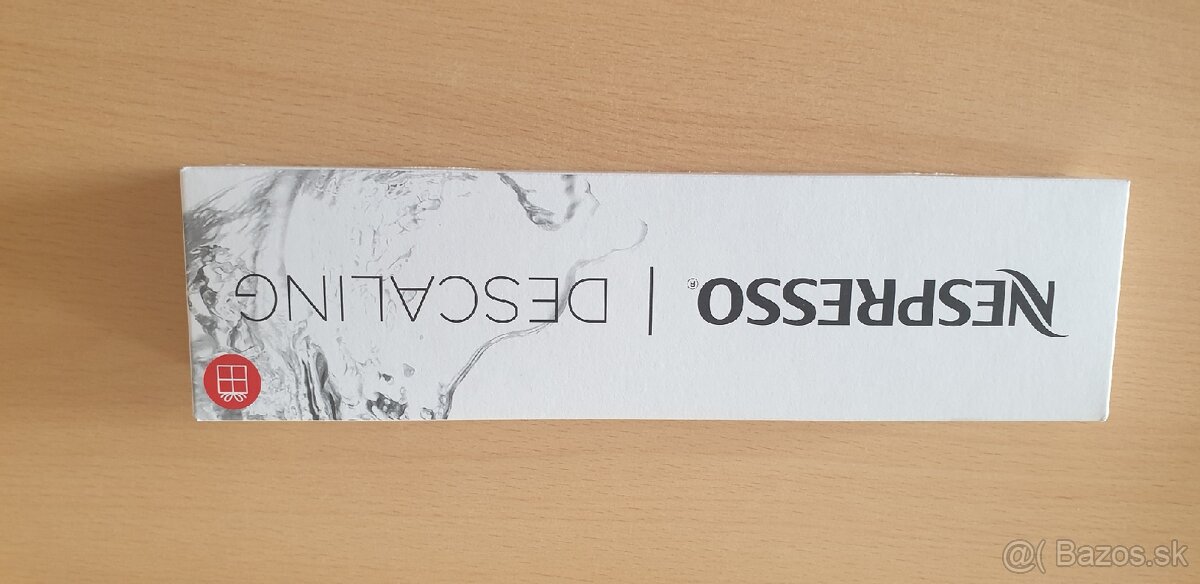 NESPRESSO® | DESCALING
@( Bazos.sk